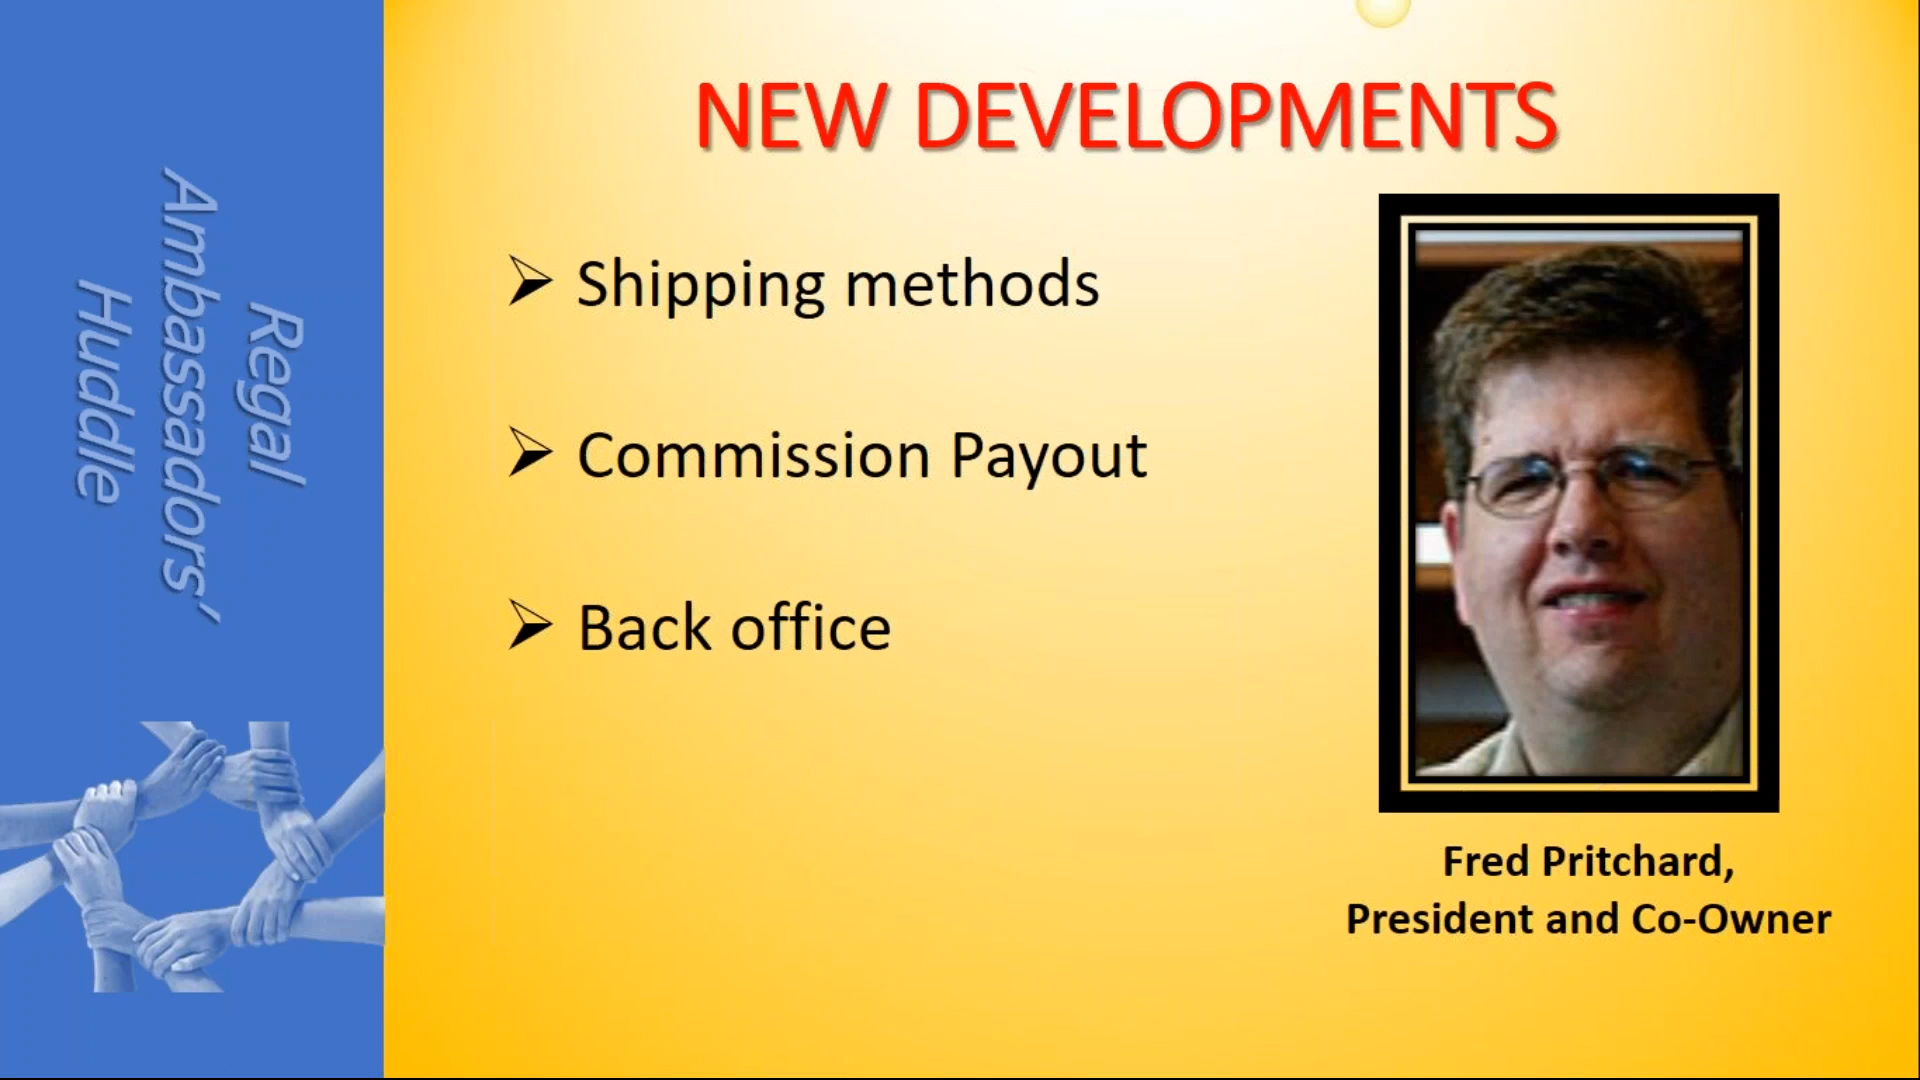 Regal
Ambassadors'
Huddle
NEW DEVELOPMENTS
Shipping methods
Commission Payout
Back office
Fred Pritchard,
President and Co-Owner